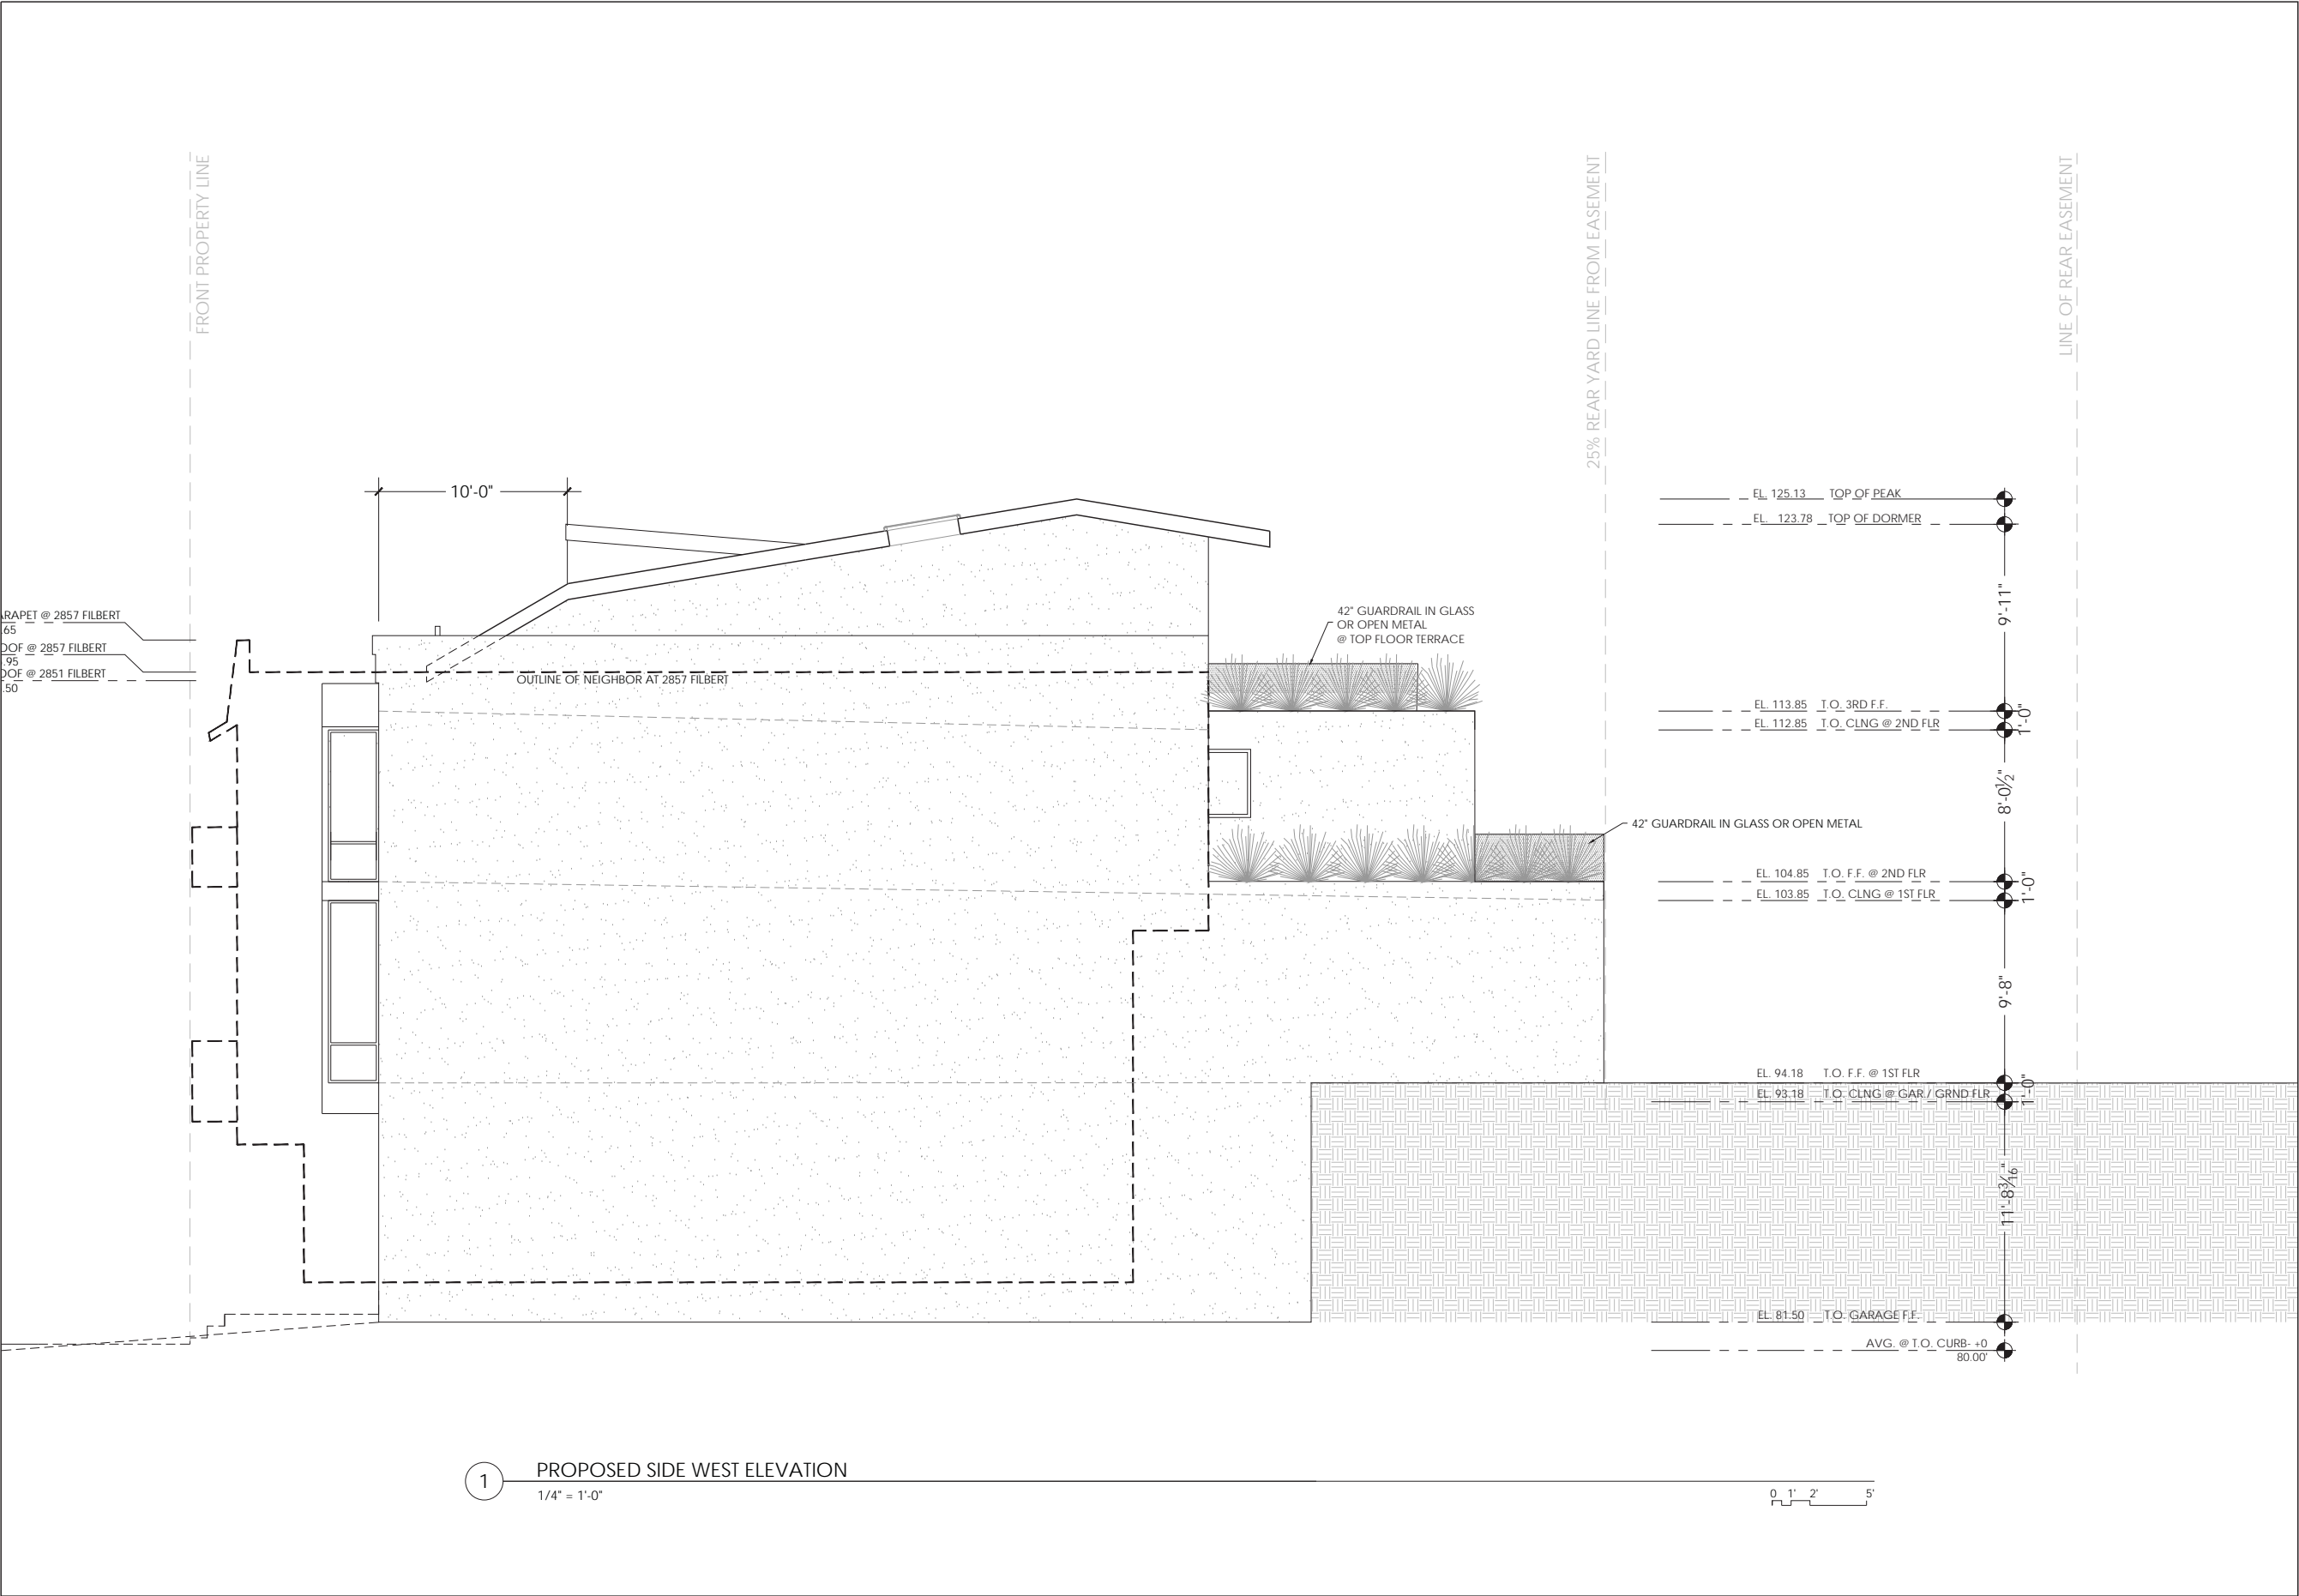 FRONT PROPERTY LINE
25% REAR YARD LINE FROM EASEMENT
LINE OF REAR EASEMENT
10'-0"
EL. 125.13 TOP OF PEAK
EL. 123.78 TOP OF DORMER
9'-11"
RAPET @ 2857 FILBERT
.65
OOF @ 2857 FILBERT
.95
OOF @ 2851 FILBERT
.50
OUTLINE OF NEIGHBOR AT 2857 FILBERT
42" GUARDRAIL IN GLASS
OR OPEN METAL
@ TOP FLOOR TERRACE
EL. 113.85 T.O. 3RD F.F.
1'-0"
EL. 112.85 T.O. CLNG @ 2ND FLR
8'-0 1/2"
42" GUARDRAIL IN GLASS OR OPEN METAL
EL. 104.85 T.O. F.F. @ 2ND FLR
1'-0"
EL. 103.85 T.O. CLNG @ 1ST FLR
9'-8"
EL. 94.18 T.O. F.F. @ 1ST FLR
1'-0"
EL. 93.18 T.O. CLNG @ GAR./ GRND FLR
11'-8 3/16"
EL. 81.50 T.O. GARAGE F.F.
AVG. @ T.O. CURB- +0
80.00'
1
PROPOSED SIDE WEST ELEVATION
1/4" = 1'-0"
0 1' 2' 5'